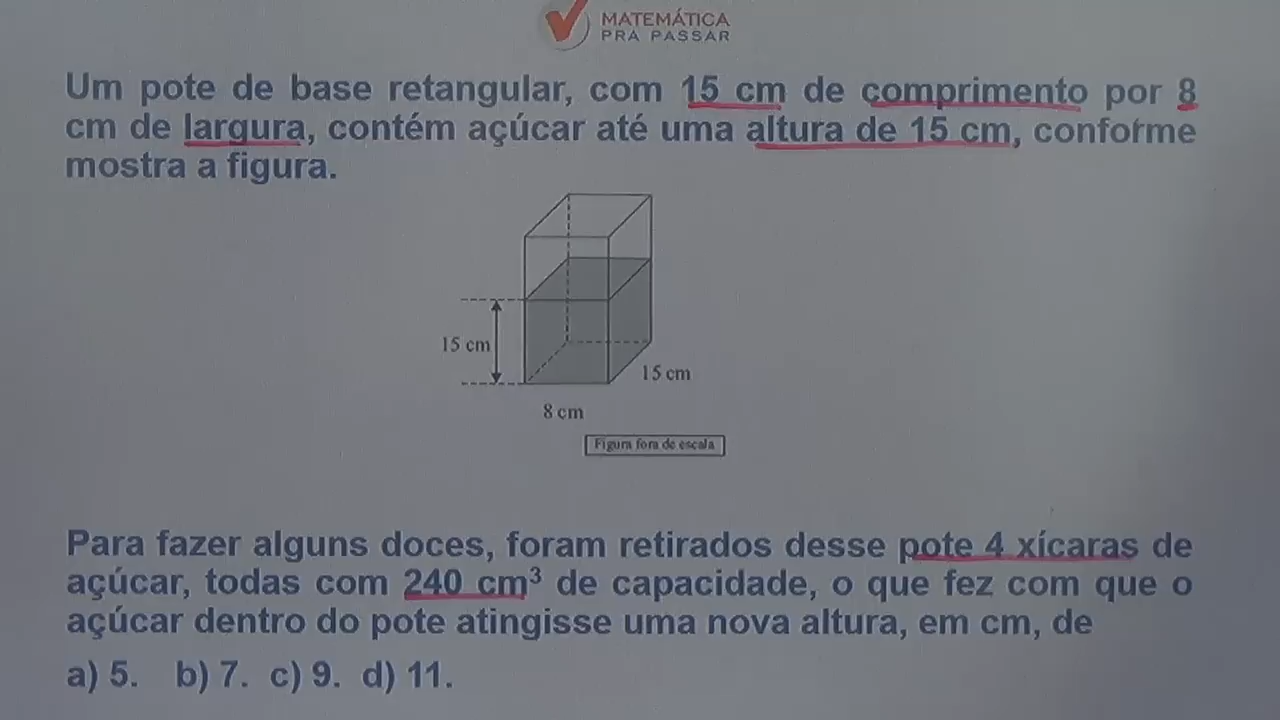 MATEMÁTICA
PRA PASSAR
Um pote de base retangular, com 15 cm de comprimento por 8
cm de largura, contém açúcar até uma altura de 15 cm, conforme
mostra a figura.
15 cm
15 cm
8 cm
Figura fora de escala
Para fazer alguns doces, foram retirados desse pote 4 xícaras de
açúcar, todas com 240 cm³ de capacidade, o que fez com que o
açúcar dentro do pote atingisse uma nova altura, em cm, de
a) 5. b) 7. c) 9. d) 11.